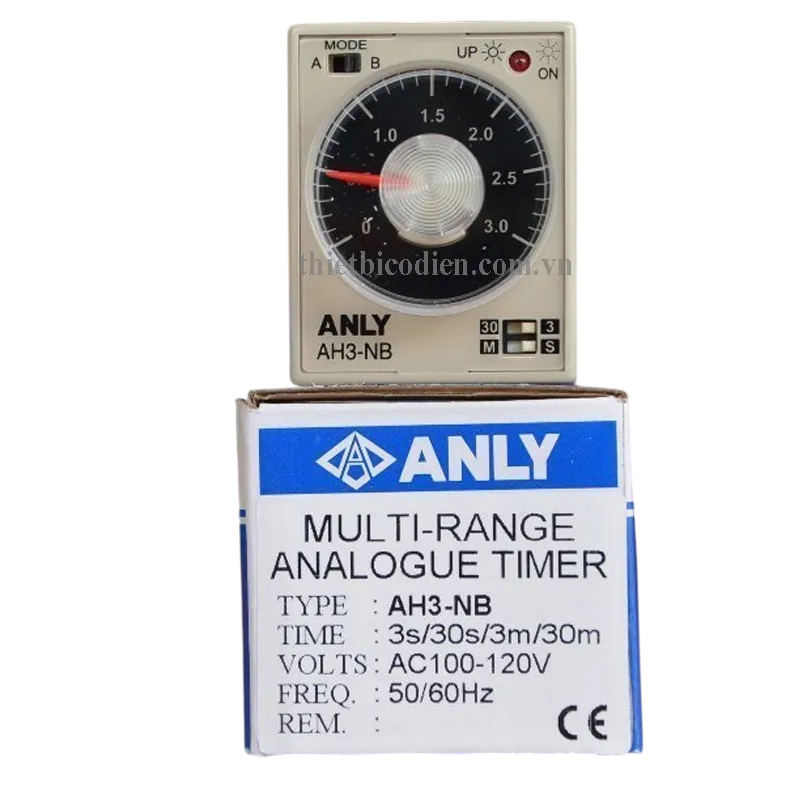 MODE
A B
UP ON
1.5
1.0 2.0
2.5
0 3.0
thietbicodien.com.vn
ANLY
AH3-NB
30 3
M S
ANLY
MULTI-RANGE
ANALOGUE TIMER
TYPE : AH3-NB
TIME : 3s/30s/3m/30m
VOLTS : AC100-120V
FREQ. : 50/60Hz
REM. :
CE